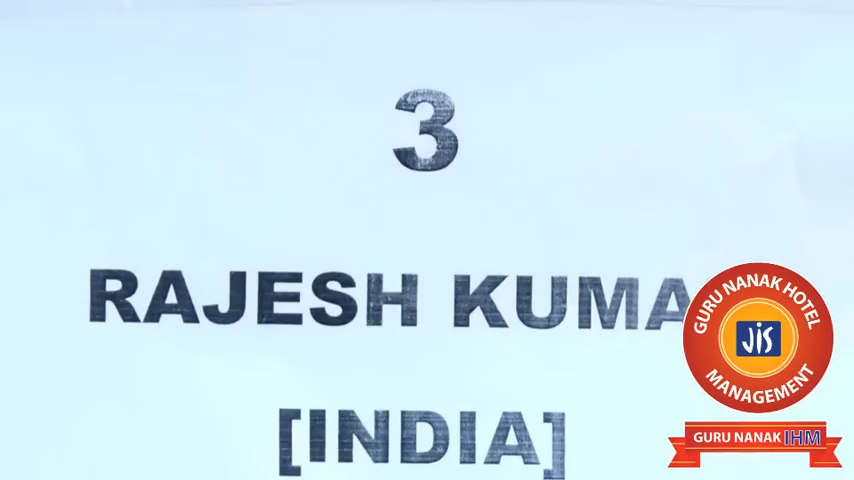 3
RAJESH KUMA
[INDIA]
GURU NANAK HOTEL
JIS
MANAGEMENT
GURU NANAK IHM